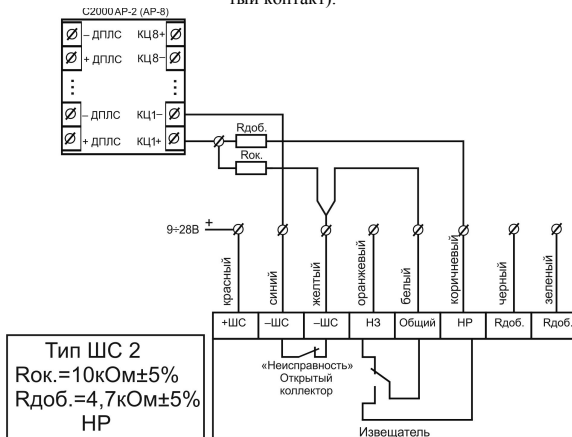 тый контакт).
С2000 АР-2 (АР-8)
– ДПЛС КЦ8+
+ ДПЛС КЦ8–
– ДПЛС КЦ1–
+ ДПЛС КЦ1+
Rдоб.
Rок.
9÷28В +
красный
синий
желтый
оранжевый
белый
коричневый
черный
зеленый
+ШС –ШС –ШС НЗ Общий НР Rдоб. Rдоб.
«Неисправность»
Открытый
коллектор
Извещатель
Тип ШС 2
Rок.=10кОм±5%
Rдоб.=4,7кОм±5%
НР